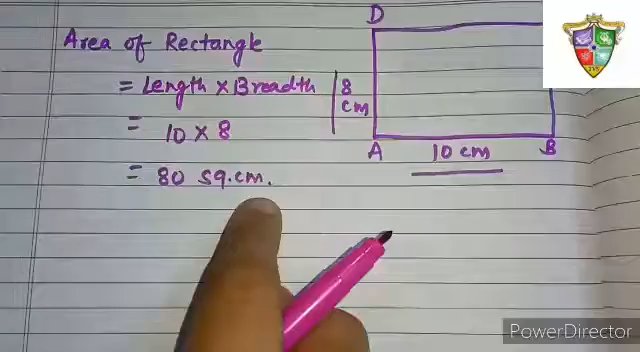 D
Area of Rectangle
= Length × Breadth
8 cm
= 10 × 8
A 10 cm B
= 80 sq.cm.
PowerDirector